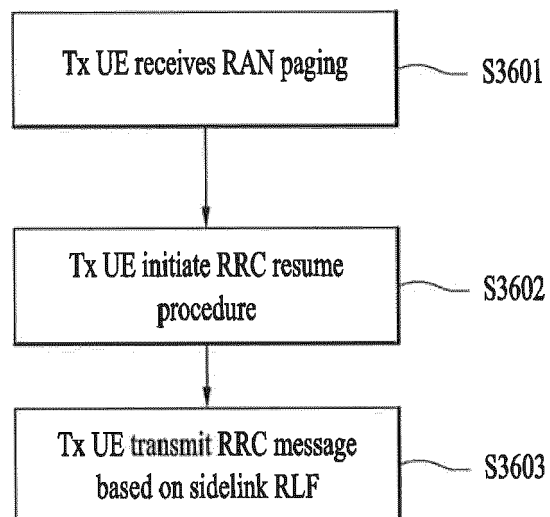 Tx UE receives RAN paging
S3601
Tx UE initiate RRC resume
procedure
S3602
Tx UE transmit RRC message
based on sidelink RLF
S3603